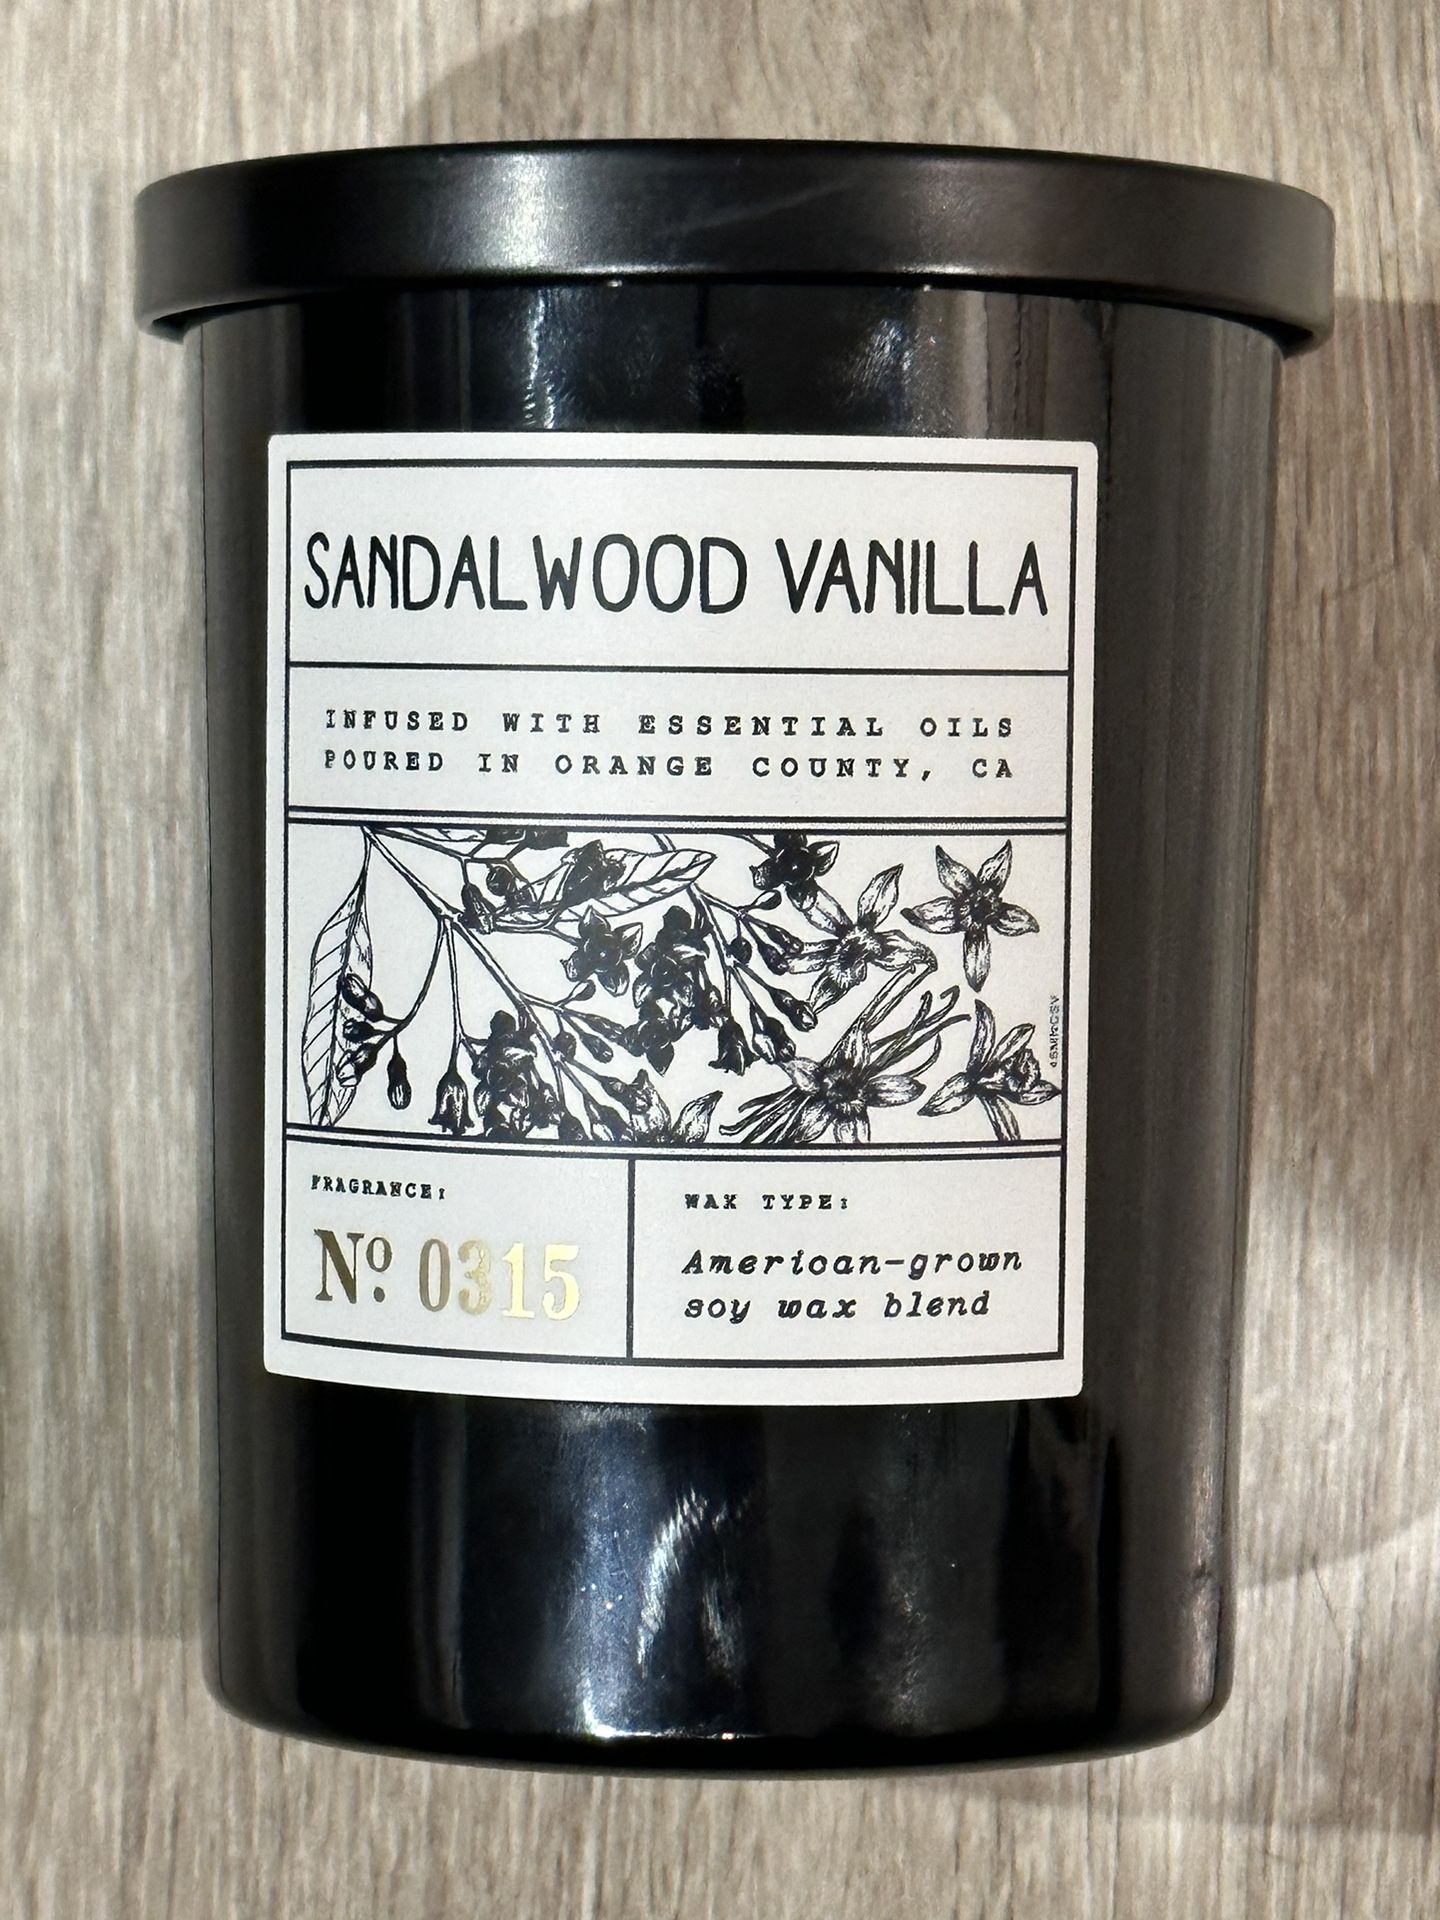 SANDALWOOD VANILLA
INFUSED WITH ESSENTIAL OILS
POURED IN ORANGE COUNTY, CA
FRAGRANCE:
Nº. 0315
WAX TYPE:
American-grown
soy wax blend